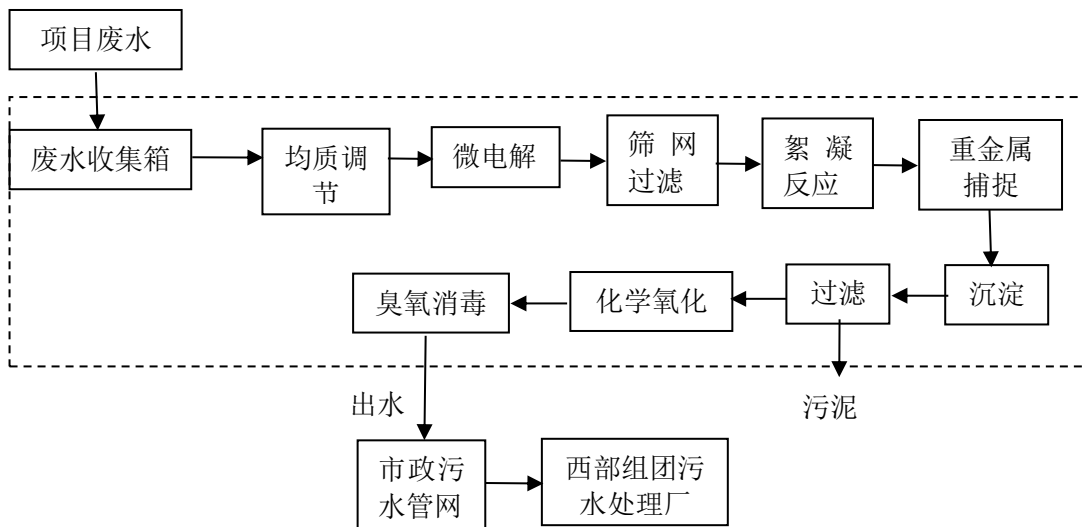 项目废水
废水收集箱
均质调
节
微电解
筛 网
过滤
絮 凝
反应
重金属
捕捉
臭氧消毒
化学氧化
过滤
沉淀
出水
污泥
市政污
水管网
西部组团污
水处理厂